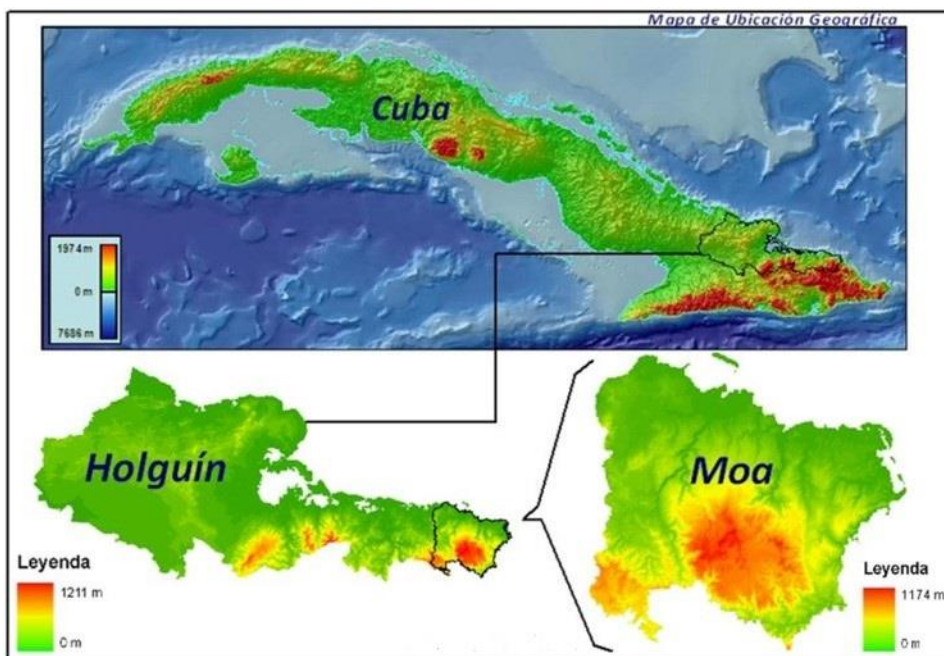 Mapa de Ubicación Geográfica
Cuba
1974 m
0 m
7686 m
Holguín
Moa
Leyenda
1211 m
0 m
Leyenda
1174 m
0 m